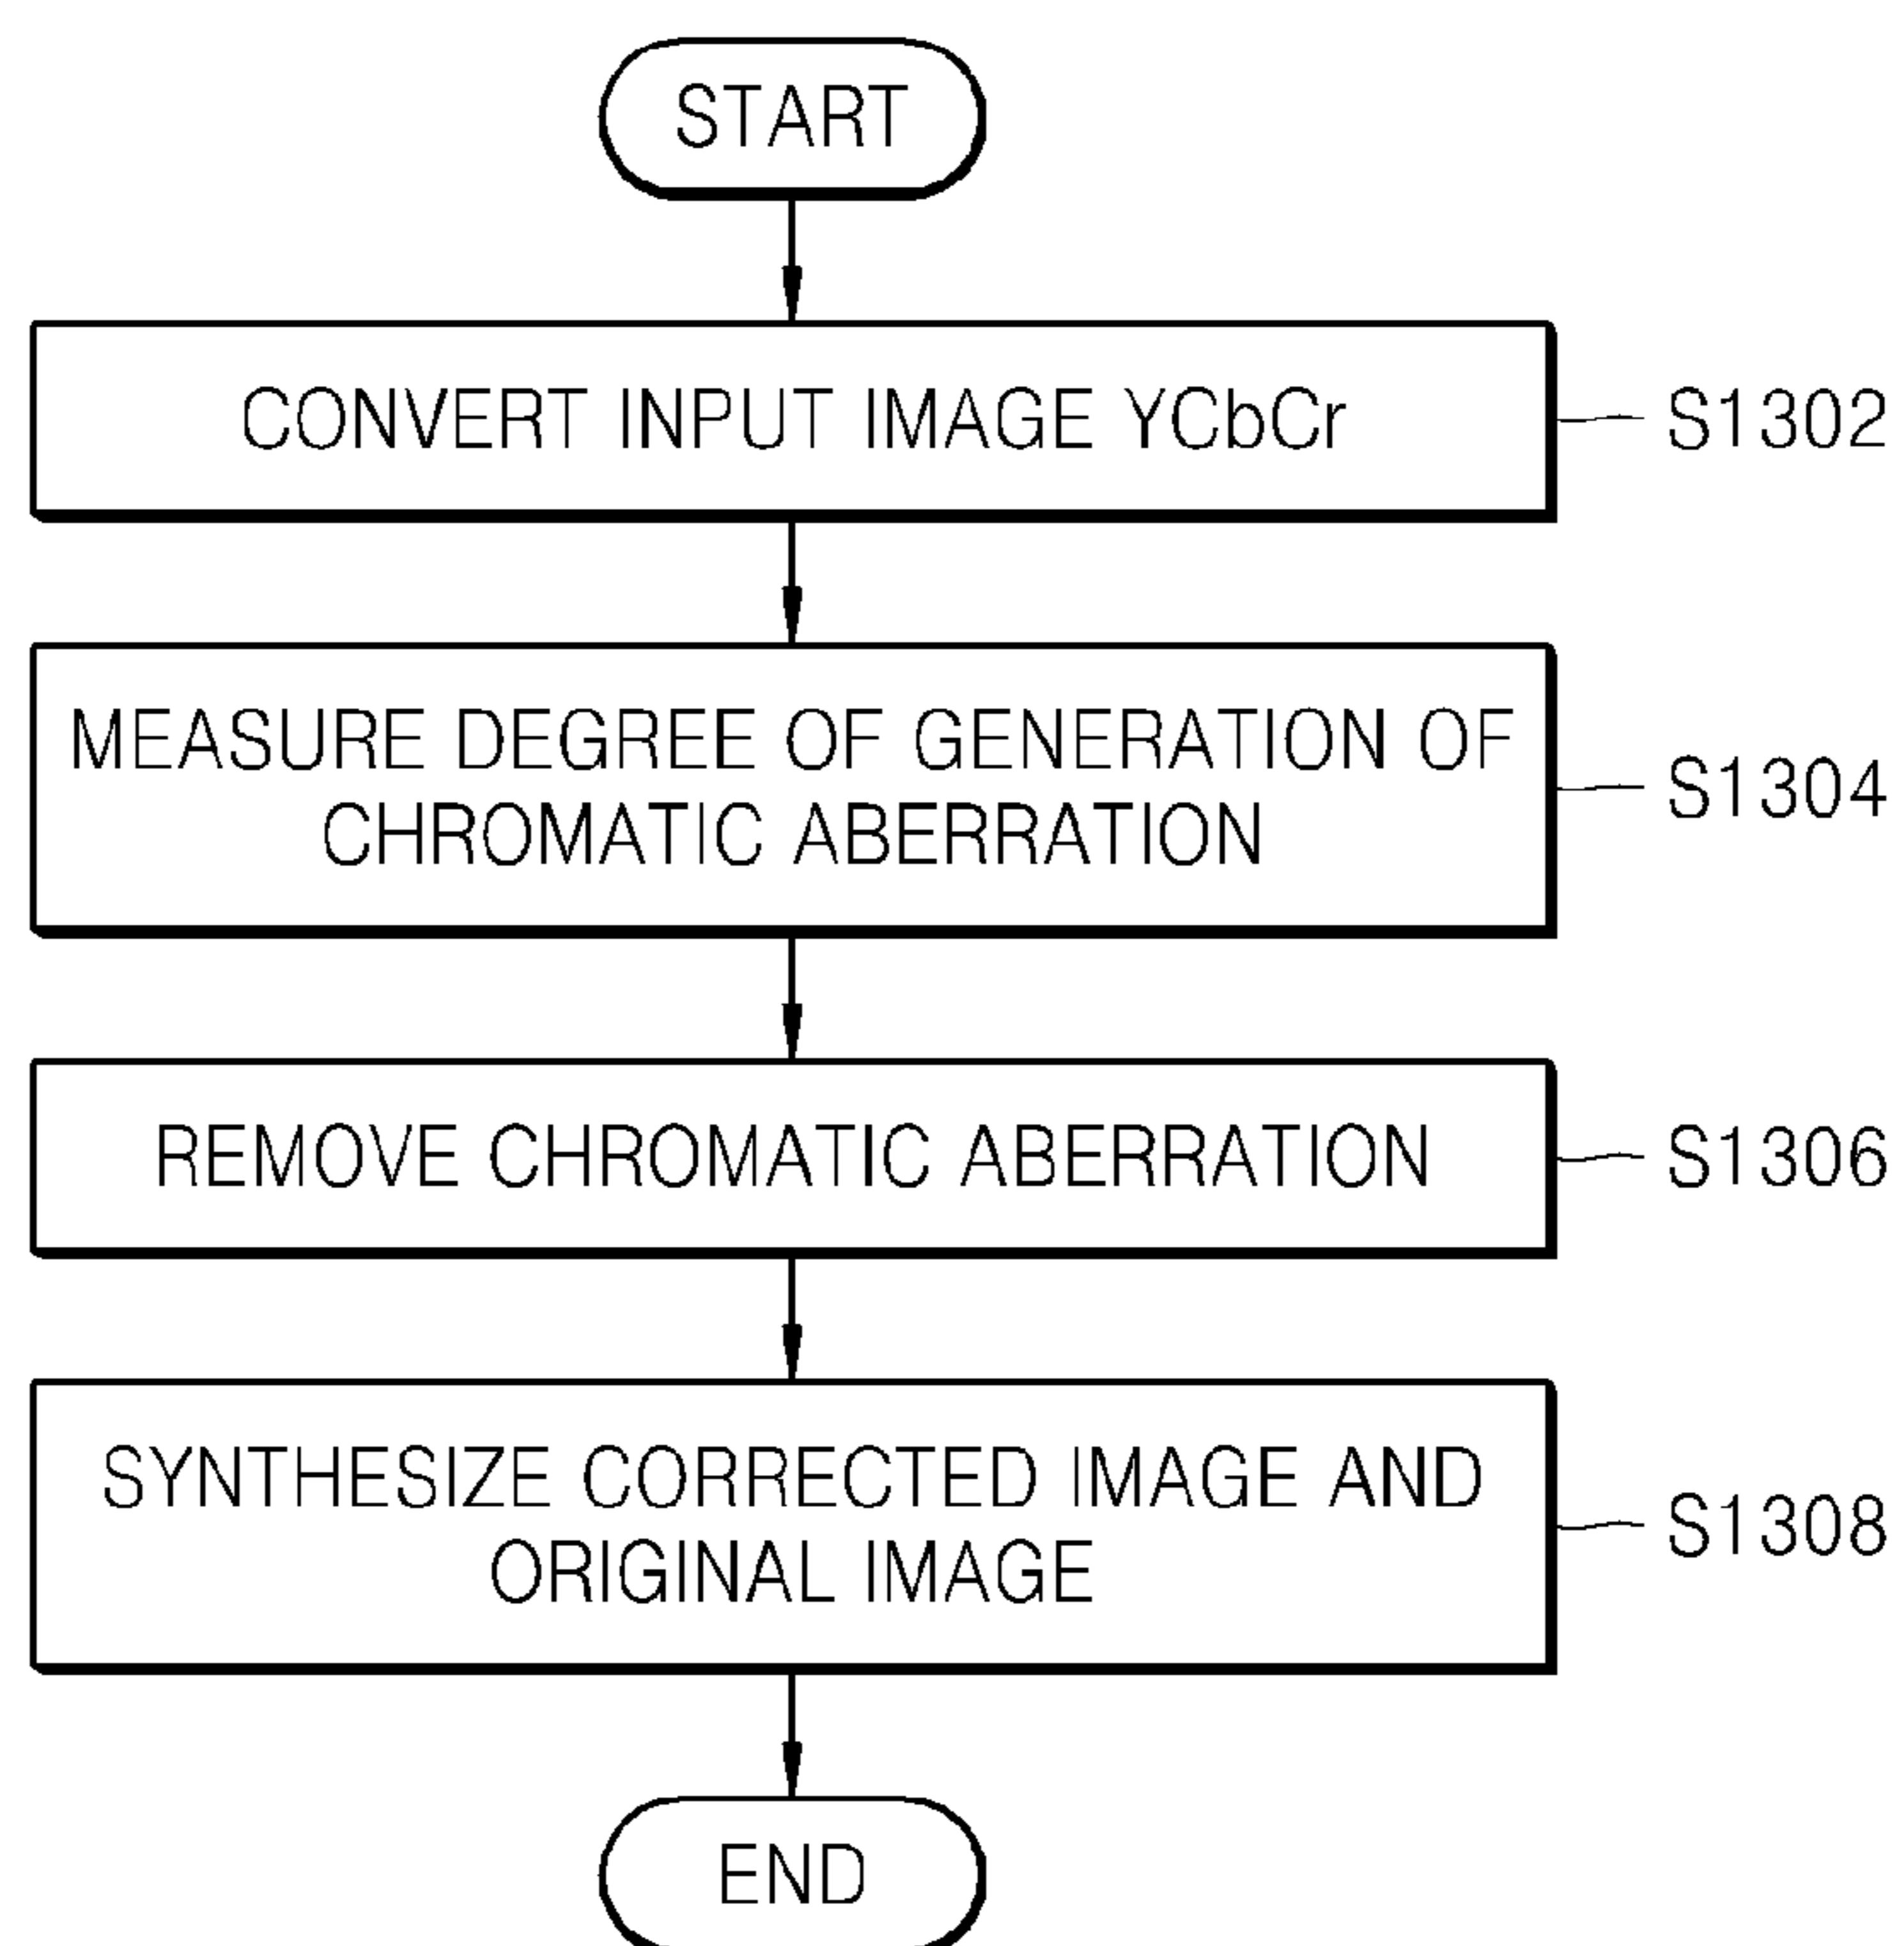 START
CONVERT INPUT IMAGE YCbCr
S1302
MEASURE DEGREE OF GENERATION OF
CHROMATIC ABERRATION
S1304
REMOVE CHROMATIC ABERRATION
S1306
SYNTHESIZE CORRECTED IMAGE AND
ORIGINAL IMAGE
S1308
END